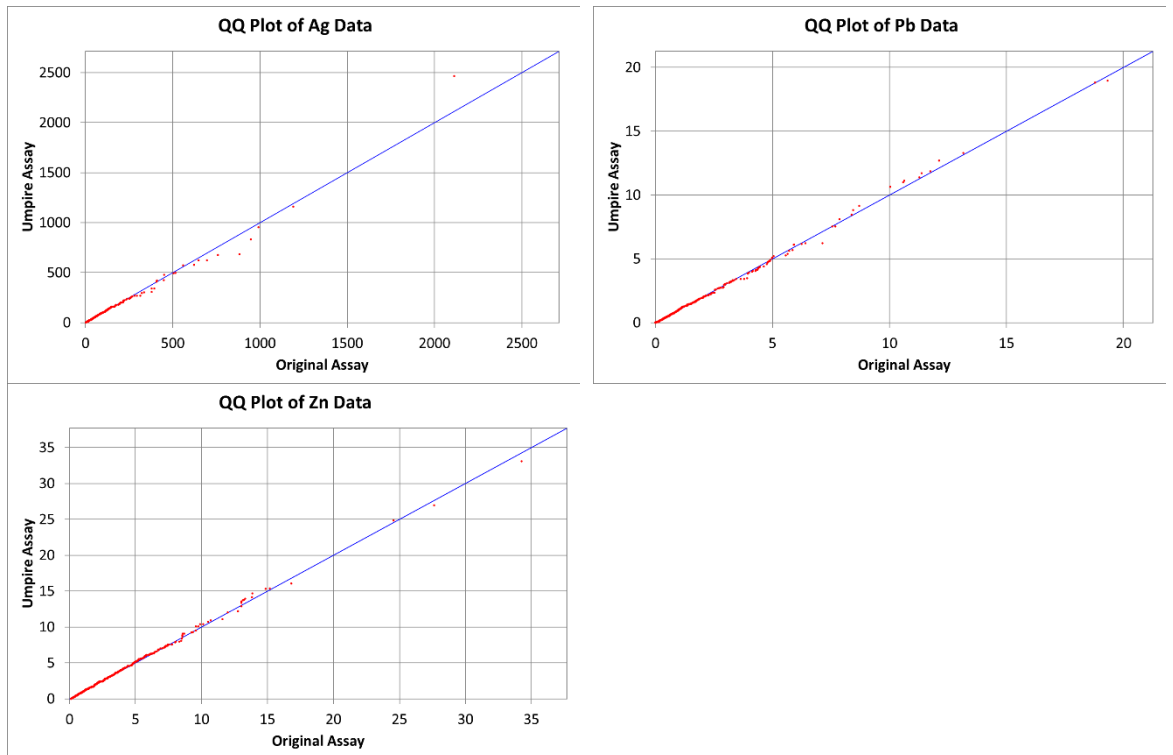 QQ Plot of Ag Data
2500
2000
1500
1000
500
0
Umpire Assay
0 500 1000 1500 2000 2500
Original Assay
QQ Plot of Pb Data
20
15
10
5
0
Umpire Assay
0 5 10 15 20
Original Assay
QQ Plot of Zn Data
35
30
25
20
15
10
5
0
Umpire Assay
0 5 10 15 20 25 30 35
Original Assay